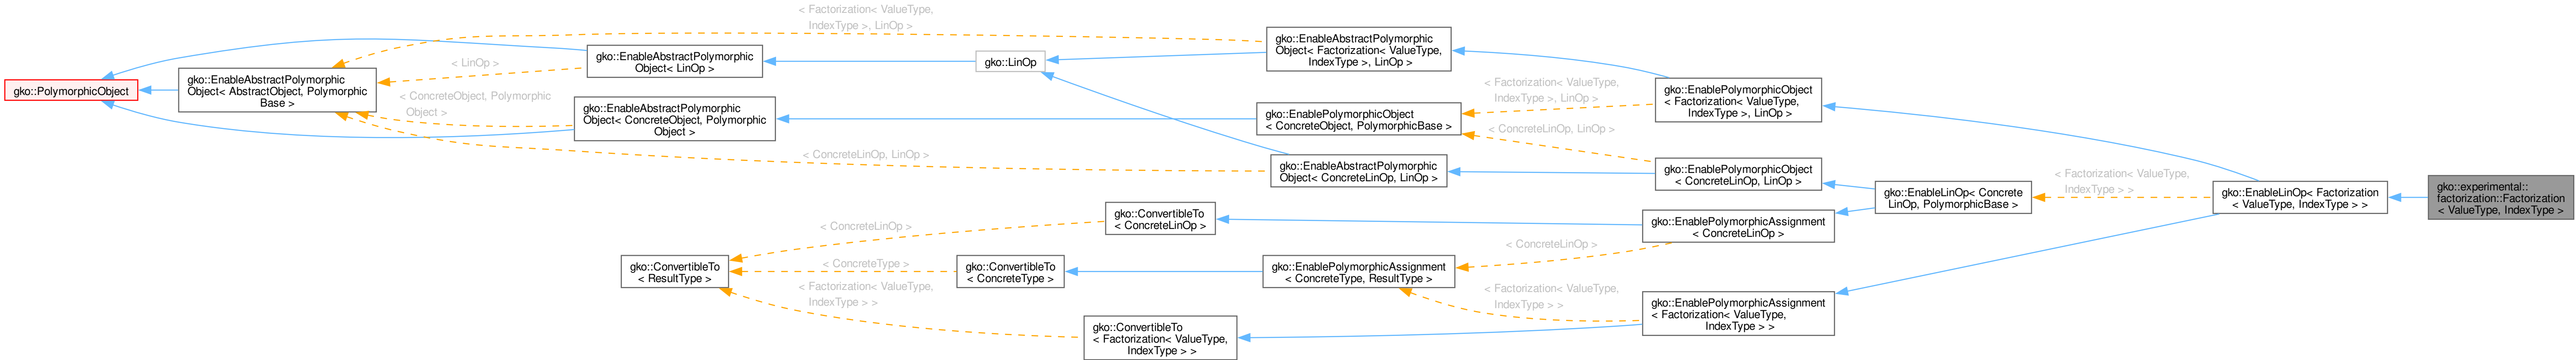 gko::PolymorphicObject
gko::EnableAbstractPolymorphic
Object< AbstractObject, Polymorphic
Base >
< Factorization< ValueType,
IndexType >, LinOp >
< LinOp >
< ConcreteObject, Polymorphic
Object >
< ConcreteLinOp, LinOp >
gko::EnableAbstractPolymorphic
Object< LinOp >
gko::EnableAbstractPolymorphic
Object< ConcreteObject, Polymorphic
Object >
gko::LinOp
gko::EnableAbstractPolymorphic
Object< Factorization< ValueType,
IndexType >, LinOp >
gko::EnablePolymorphicObject
< ConcreteObject, PolymorphicBase >
gko::EnableAbstractPolymorphic
Object< ConcreteLinOp, LinOp >
< Factorization< ValueType,
IndexType >, LinOp >
< ConcreteLinOp, LinOp >
gko::EnablePolymorphicObject
< Factorization< ValueType,
IndexType >, LinOp >
gko::EnablePolymorphicObject
< ConcreteLinOp, LinOp >
gko::ConvertibleTo
< ResultType >
< ConcreteLinOp >
< ConcreteType >
< Factorization< ValueType,
IndexType > >
gko::ConvertibleTo
< ConcreteLinOp >
gko::ConvertibleTo
< ConcreteType >
gko::ConvertibleTo
< Factorization< ValueType,
IndexType > >
gko::EnablePolymorphicAssignment
< ConcreteType, ResultType >
< ConcreteLinOp >
< Factorization< ValueType,
IndexType > >
gko::EnablePolymorphicAssignment
< ConcreteLinOp >
gko::EnablePolymorphicAssignment
< Factorization< ValueType,
IndexType > >
gko::EnableLinOp< Concrete
LinOp, PolymorphicBase >
< Factorization< ValueType,
IndexType > >
gko::EnableLinOp< Factorization
< ValueType, IndexType > >
gko::experimental::
factorization::Factorization
< ValueType, IndexType >